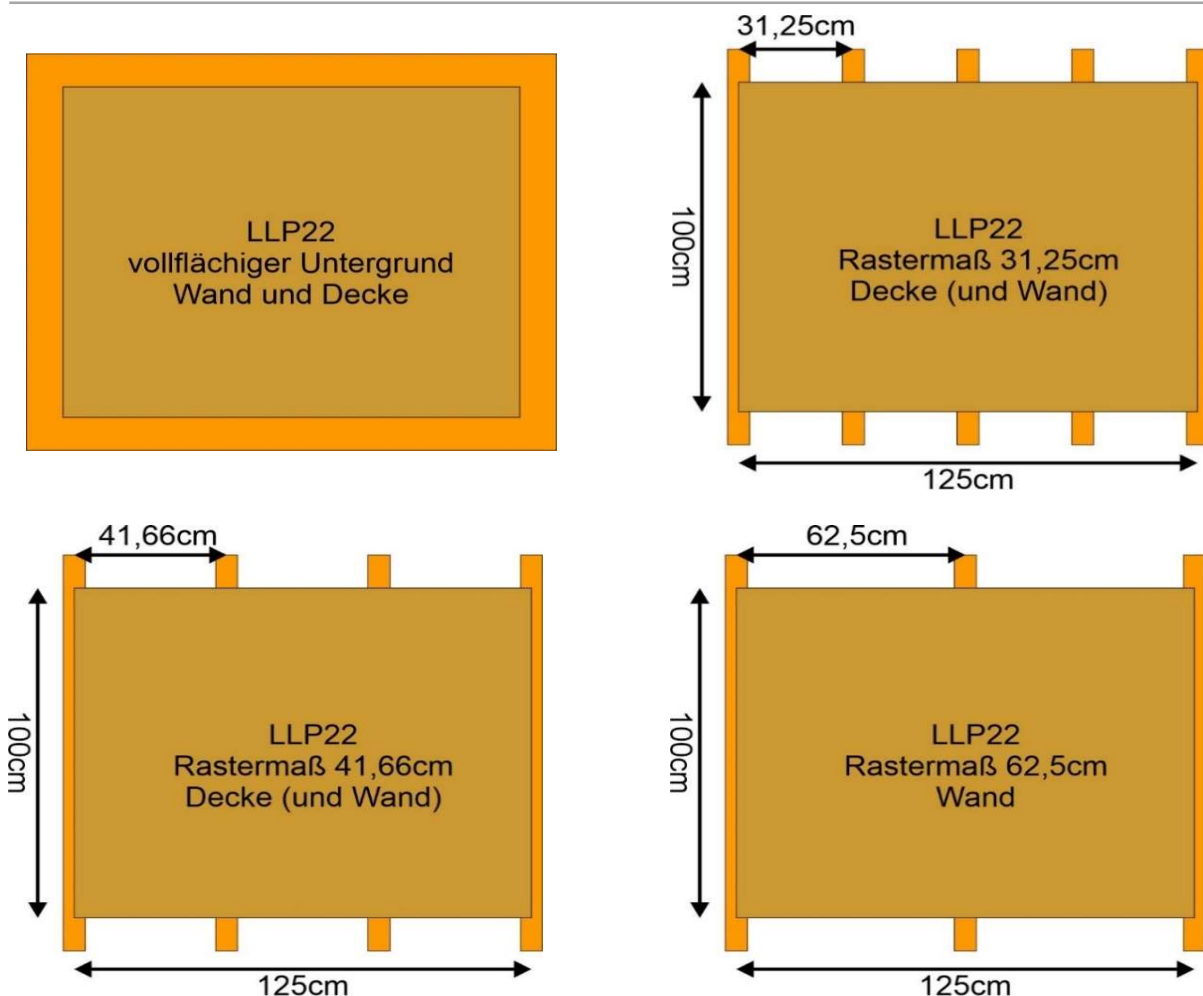 LLP22
vollflächiger Untergrund
Wand und Decke
31,25cm
100cm
LLP22
Rastermaß 31,25cm
Decke (und Wand)
125cm
41,66cm
100cm
LLP22
Rastermaß 41,66cm
Decke (und Wand)
125cm
62,5cm
100cm
LLP22
Rastermaß 62,5cm
Wand
125cm